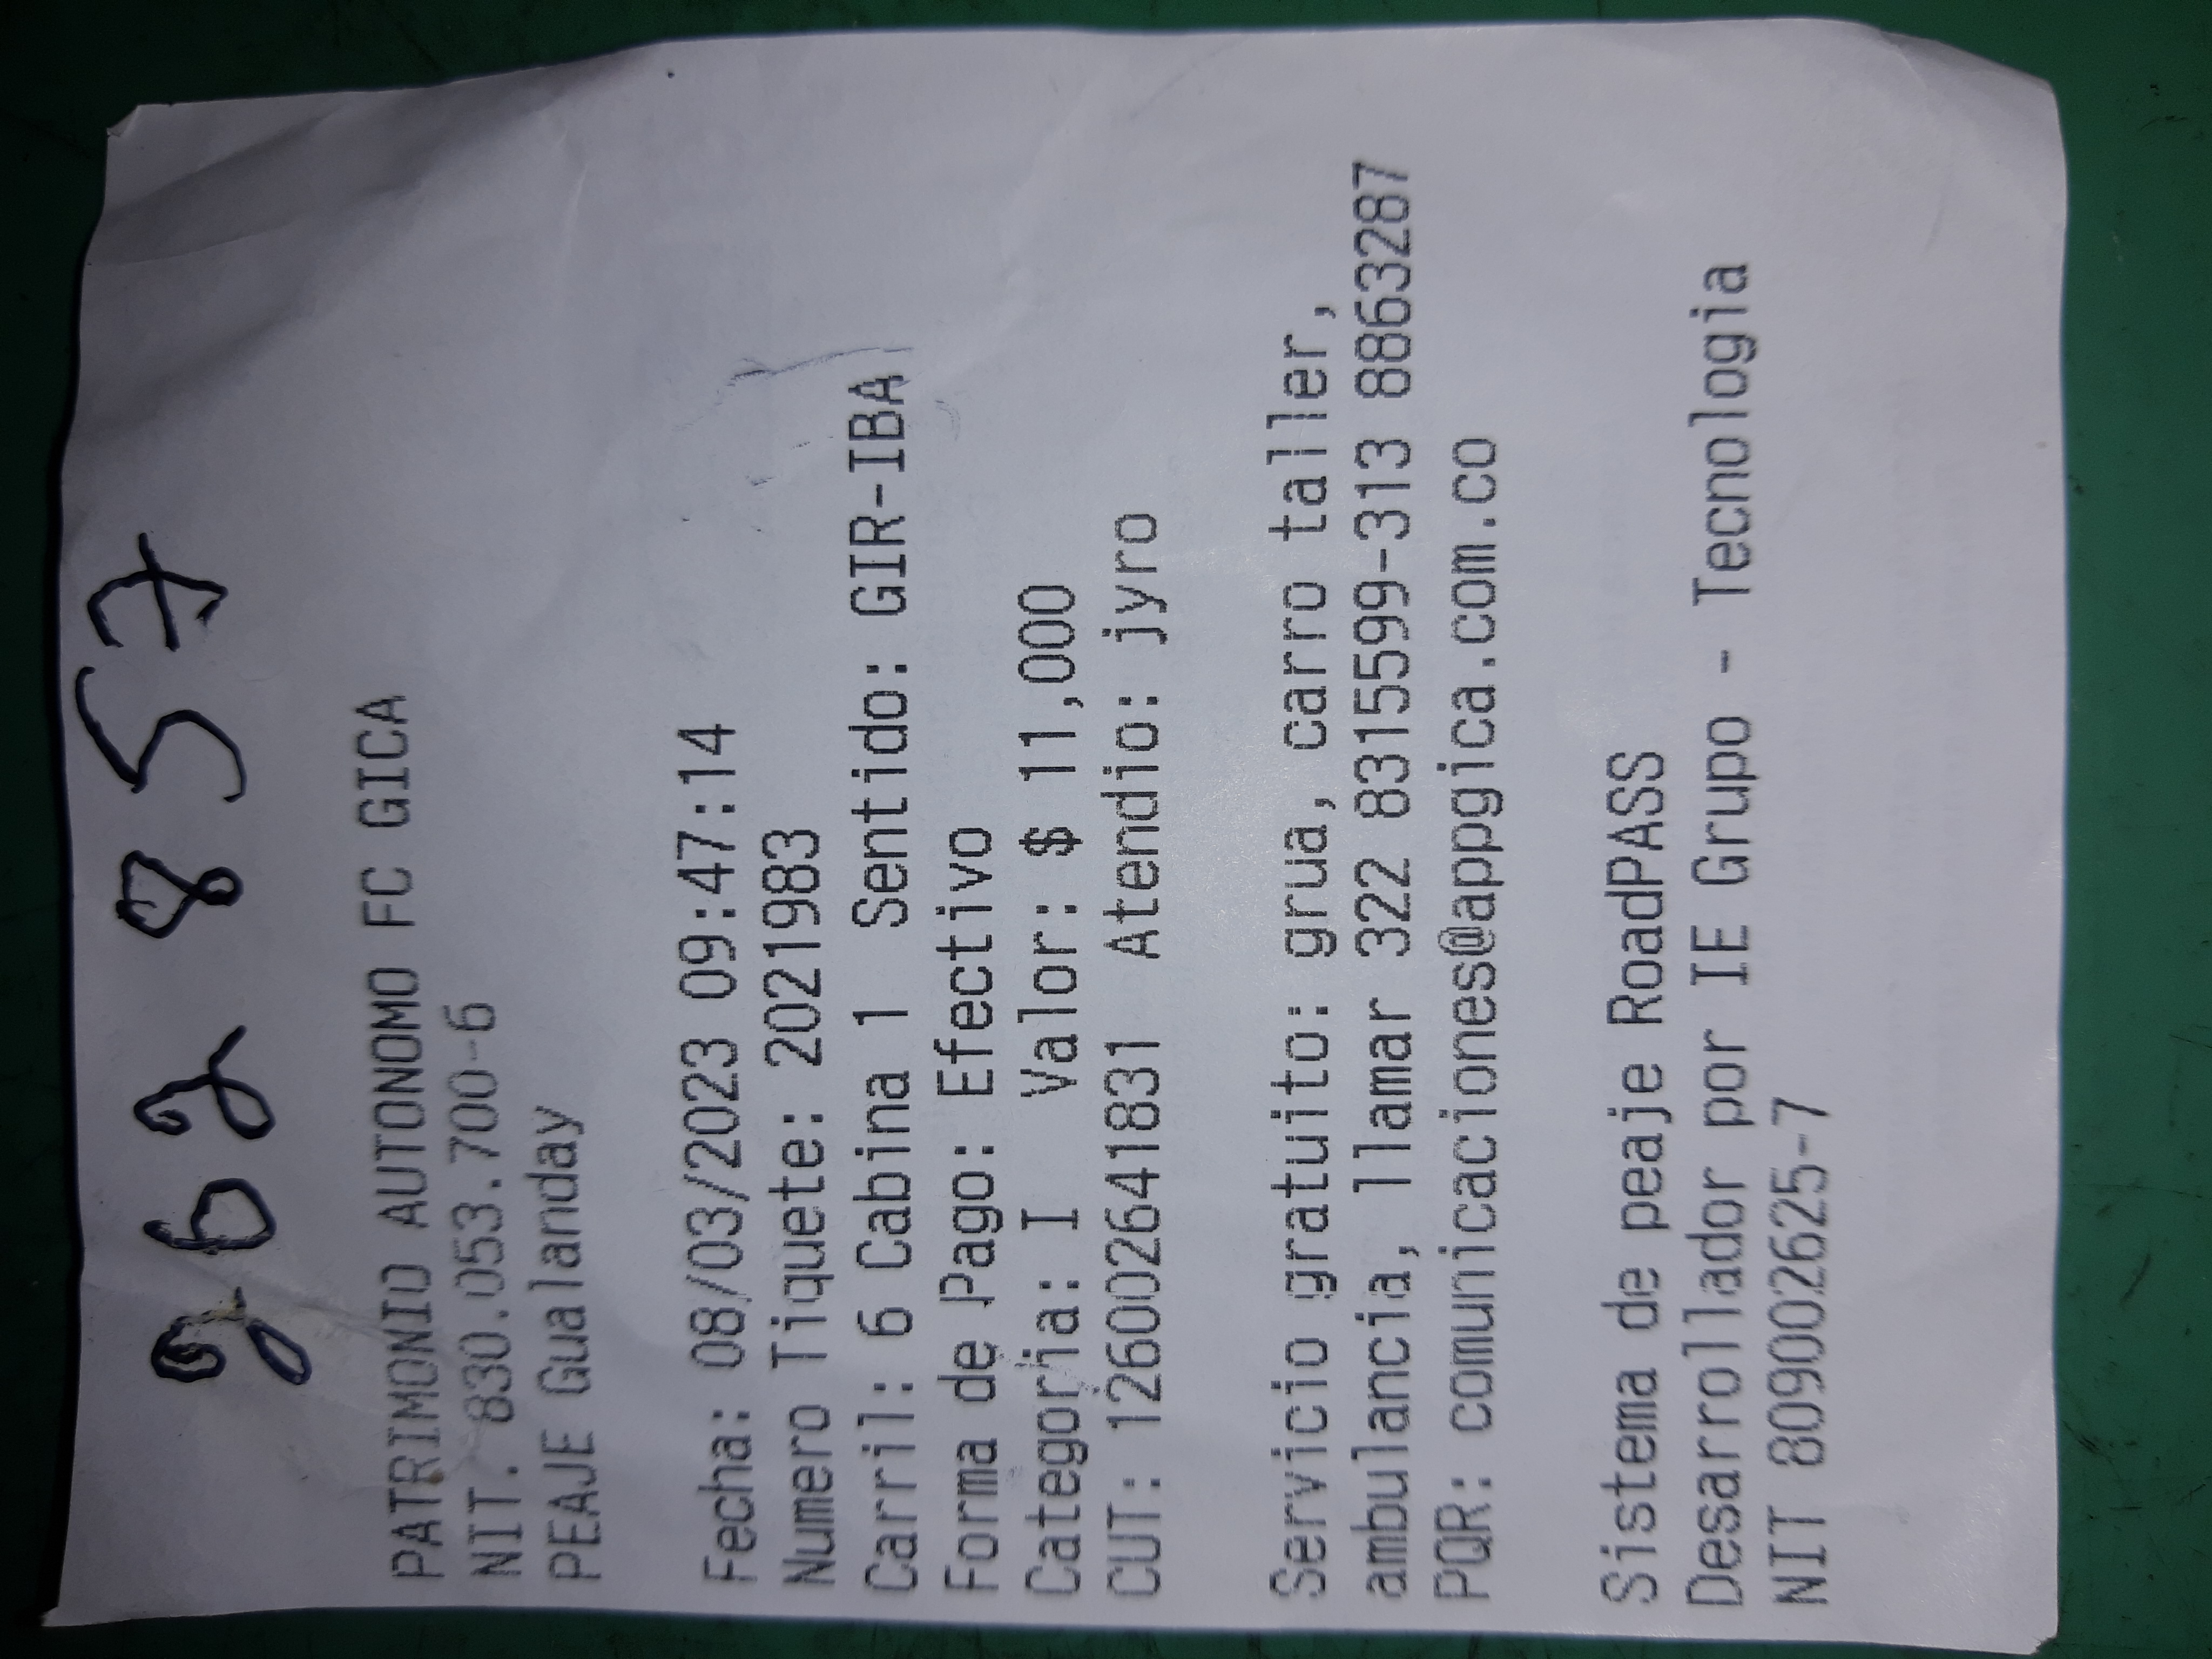 262857
PATRIMONIO AUTONOMO FC GICA
NIT. 830.053.700-6
PEAJE Gualanday
Fecha: 08/03/2023 09:47:14
Numero Tiquete: 2021983
Carril: 6 Cabina 1 Sentido: GIR-IBA
Forma de Pago: Efectivo
Categoria: I Valor: $ 11,000
CUT: 126002641831 Atendio: jyro
Servicio gratuito: grua, carro taller,
ambulancia, llamar 322 8315599-313 8863287
PQR: comunicaciones@appgica.com.co
Sistema de peaje RoadPASS
Desarrollador por IE Grupo - Tecnologia
NIT 809002625-7